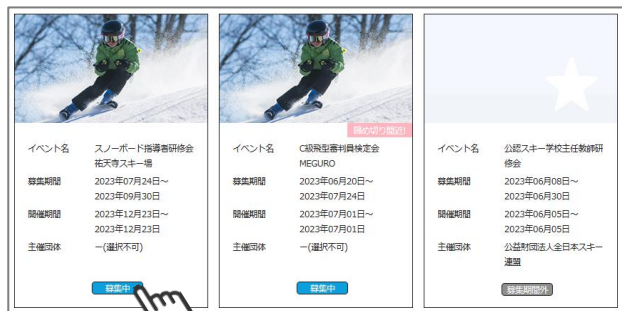 締め切り間近!
イベント名 スノーボード指導者研修会
祐天寺スキー場
募集期間 2023年07月24日～
2023年09月30日
開催期間 2023年12月23日～
2023年12月23日
主催団体 ー(選択不可)
募集中
イベント名 C級飛型審判員検定会
MEGURO
募集期間 2023年06月20日～
2023年07月24日
開催期間 2023年07月01日～
2023年07月01日
主催団体 ー(選択不可)
募集中
イベント名 公認スキー学校主任教師研
修会
募集期間 2023年06月08日～
2023年06月30日
開催期間 2023年06月05日～
2023年06月05日
主催団体 公益財団法人全日本スキー
連盟
募集期間外